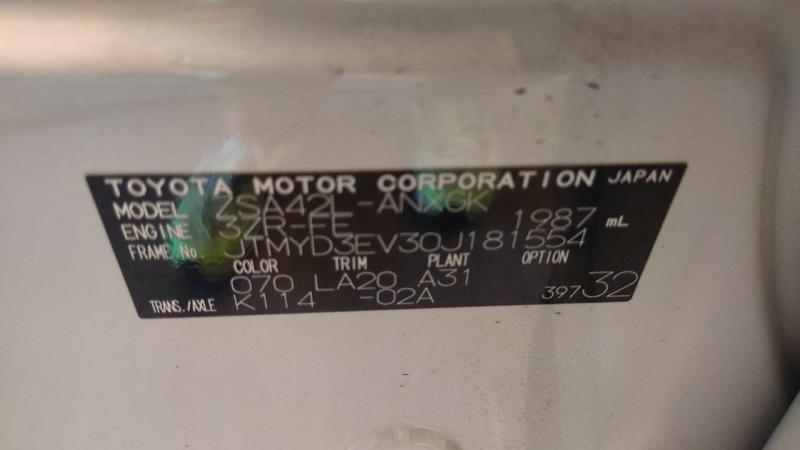 TOYOTA MOTOR CORPORATION JAPAN
MODEL ZSA42L-ANXGK
ENGINE 3ZR-FE 1987 mL
FRAME No. JTMYD3EV30J181554
COLOR TRIM PLANT OPTION
070 LA20 A31
TRANS./AXLE K114 -02A 39732